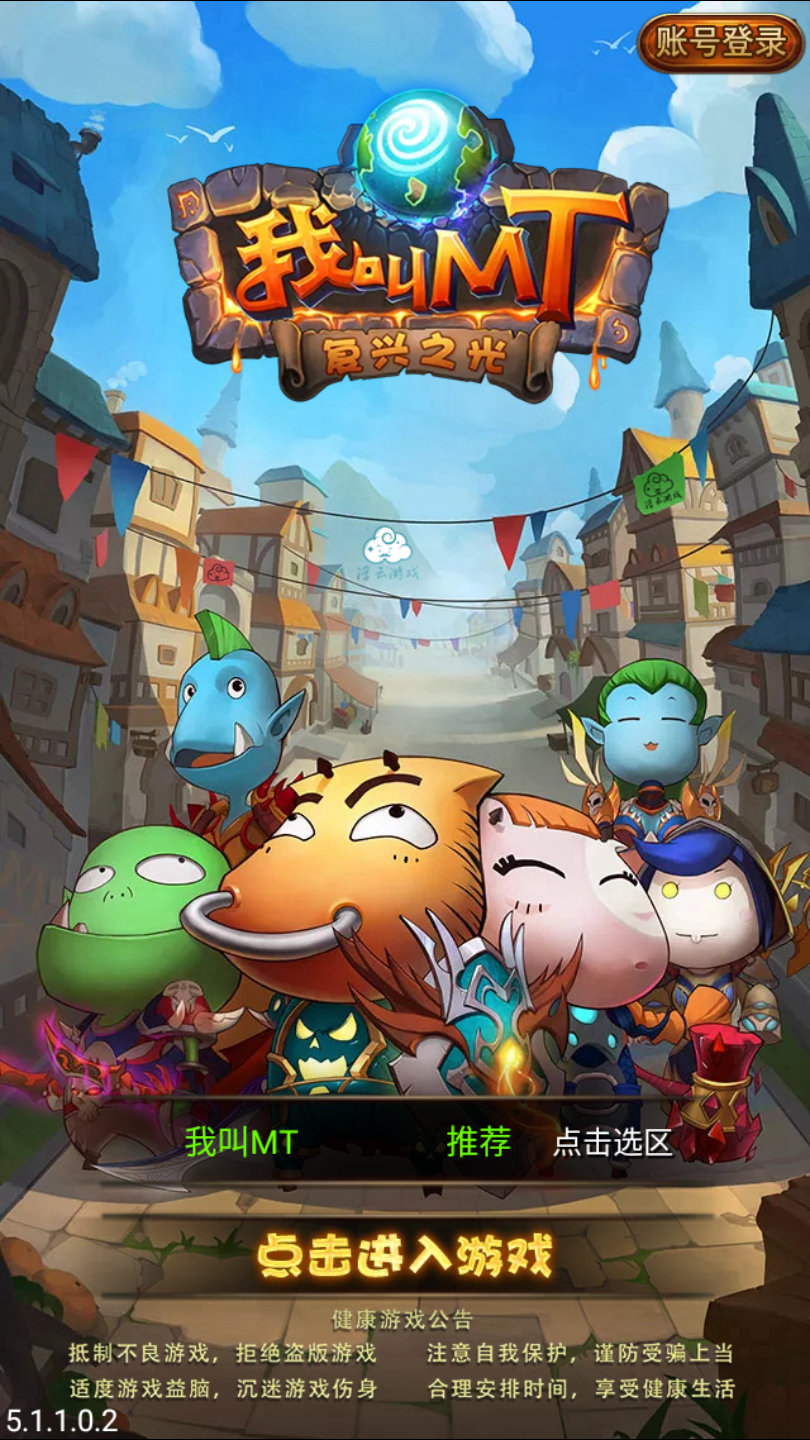 账号登录
我叫MT
复兴之光
浮云游戏
浮云游戏
我叫MT 推荐 点击选区
点击进入游戏
健康游戏公告
抵制不良游戏，拒绝盗版游戏 注意自我保护，谨防受骗上当
适度游戏益脑，沉迷游戏伤身 合理安排时间，享受健康生活
5.1.1.0.2